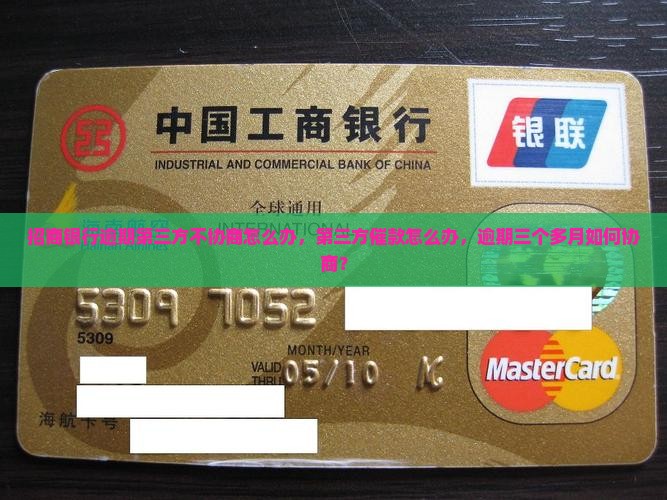 中国工商银行
INDUSTRIAL AND COMMERCIAL BANK OF CHINA
银联
全球通用
INTERNATIONAL
招商银行逾期第三方不协商怎么办，第三方催款怎么办，逾期三个多月如何协
商？
5309 7052
5309
MONTH/YEAR
VALID
THRU
05/10
MasterCard
海航卡号